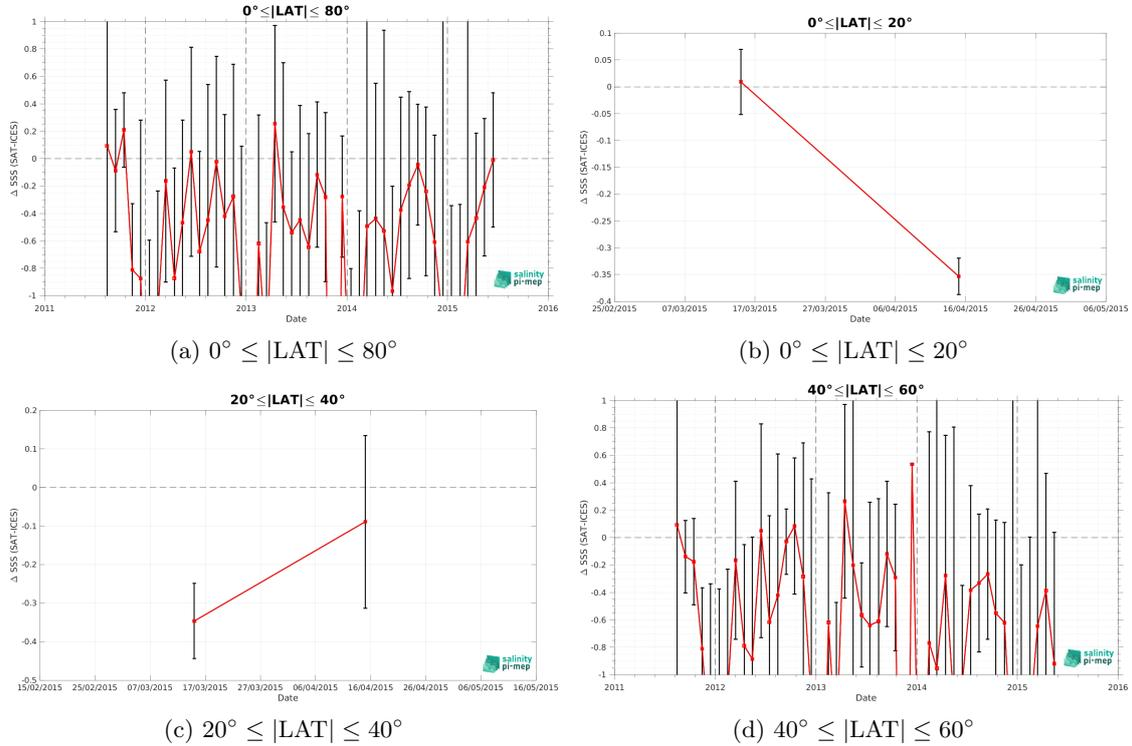 0°≤|LAT|≤ 80°
1
0.8
0.6
0.4
0.2
0
-0.2
-0.4
-0.6
-0.8
-1
Δ SSS (SAT-ICES)
2011 2012 2013 2014 2015 2016
Date
salinity
pi-mep
(a) 0° ≤ |LAT| ≤ 80°
0°≤|LAT|≤ 20°
0.1
0.05
0
-0.05
-0.1
-0.15
-0.2
-0.25
-0.3
-0.35
-0.4
Δ SSS (SAT-ICES)
25/02/2015 07/03/2015 17/03/2015 27/03/2015 06/04/2015 16/04/2015 26/04/2015 06/05/2015
Date
salinity
pi-mep
(b) 0° ≤ |LAT| ≤ 20°
20°≤|LAT|≤ 40°
0.2
0.1
0
-0.1
-0.2
-0.3
-0.4
-0.5
Δ SSS (SAT-ICES)
15/02/2015 25/02/2015 07/03/2015 17/03/2015 27/03/2015 06/04/2015 16/04/2015 26/04/2015 06/05/2015 16/05/2015
Date
salinity
pi-mep
(c) 20° ≤ |LAT| ≤ 40°
40°≤|LAT|≤ 60°
1
0.8
0.6
0.4
0.2
0
-0.2
-0.4
-0.6
-0.8
-1
Δ SSS (SAT-ICES)
2011 2012 2013 2014 2015 2016
Date
salinity
pi-mep
(d) 40° ≤ |LAT| ≤ 60°